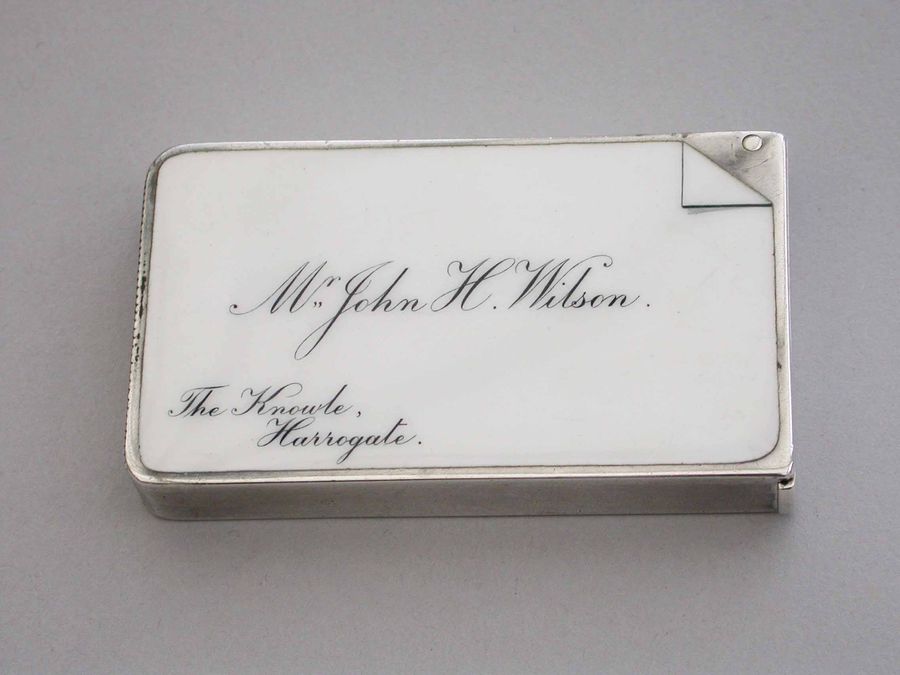 Mr John H. Wilson.
The Knowle,
Harrogate.